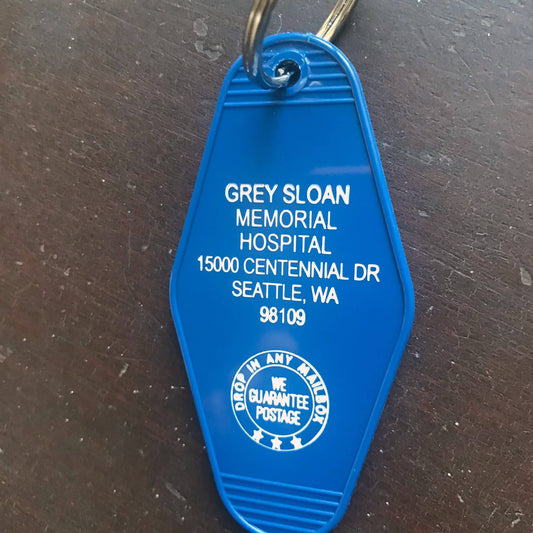 GREY SLOAN
MEMORIAL
HOSPITAL
15000 CENTENNIAL DR
SEATTLE, WA
98109
DROP IN ANY MAILBOX
WE
GUARANTEE
POSTAGE